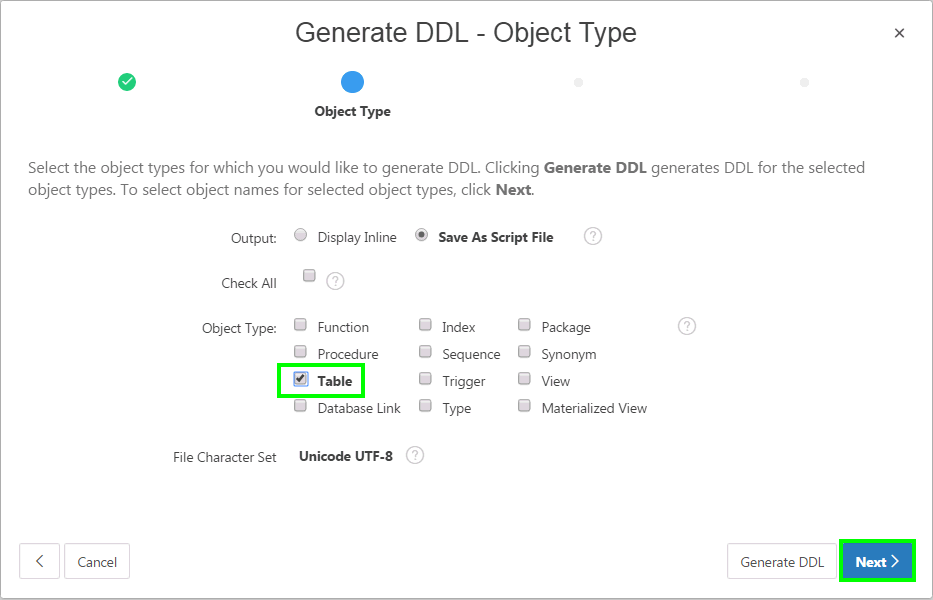 Generate DDL - Object Type
Object Type
Select the object types for which you would like to generate DDL. Clicking Generate DDL generates DDL for the selected
object types. To select object names for selected object types, click Next.
Output: Display Inline Save As Script File ?
Check All ?
Object Type: Function Index Package ?
Procedure Sequence Synonym
Table Trigger View
Database Link Type Materialized View
File Character Set Unicode UTF-8 ?
Cancel Generate DDL Next